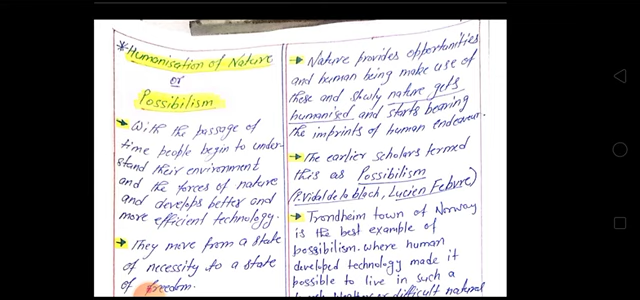 *Humanisation of Nature
or
Possibilism
→ With the passage of
time people begin to under-
stand their environment
and the forces of nature
and develops better and
more efficient technology.
→ They move from a state
of necessity to a state
of freedom.
→ Nature provides opportunities
and human being make use of
these and slowly nature gets
humanised and starts bearing
the imprints of human endeavour.
→ The earlier scholars termed
this as Possibilism
(P. Vidal de la bloch, Lucien Febvre)
→ Trondheim town of Norway
is the best example of
possibilism. where human
developed technology made it
possible to live in such a
or difficult natural